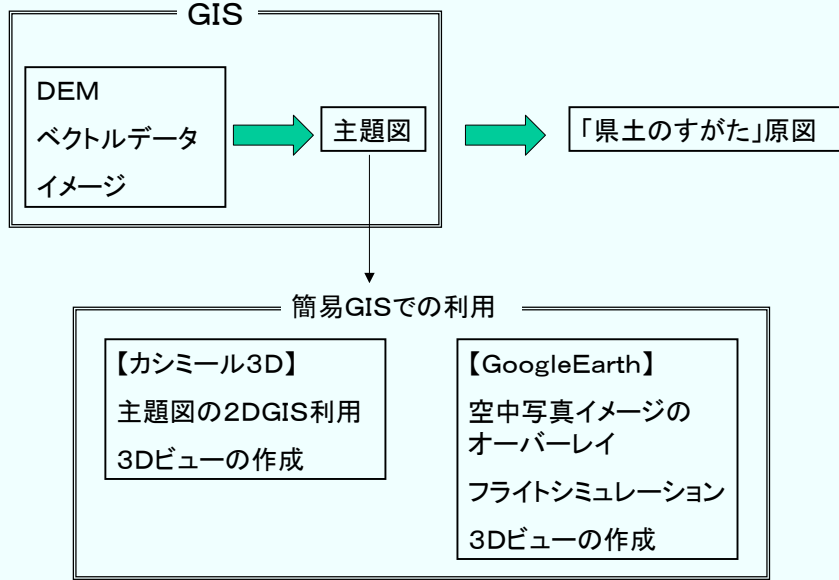 GIS
DEM
ベクトルデータ
イメージ
主題図
「県土のすがた」原図
簡易GISでの利用
【カシミール3D】
主題図の2DGIS利用
3Dビューの作成
【GoogleEarth】
空中写真イメージの
オーバーレイ
フライトシミュレーション
3Dビューの作成